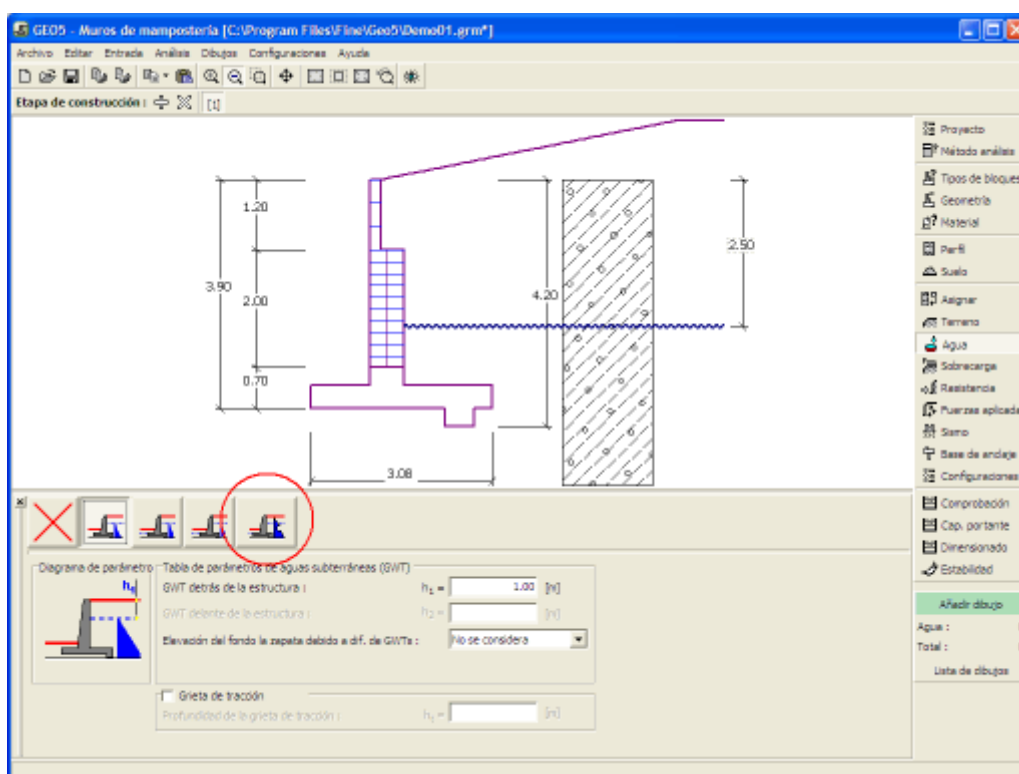 GEO5 - Muros de mampostería [C:\Program Files\Fine\Geo5\Demo01.grm*]
Archivo Editar Entrada Análisis Dibujos Configuraciones Ayuda
Etapa de construcción : [1]
1.20
3.90
2.00
0.70
4.20
2.50
3.08
Proyecto
Método análisis
Tipos de bloques
Geometría
Material
Perfil
Suelo
Asignar
Terreno
Agua
Sobrecarga
Resistencia
Fuerzas aplicada
Sismo
Base de anclaje
Configuraciones
Comprobación
Cap. portante
Dimensionado
Estabilidad
Añadir dibujo
Agua :
Total :
Lista de dibujos
Diagrama de parámetro
h₁
Tabla de parámetros de aguas subterráneas (GWT)
GWT detrás de la estructura : h₁ = 1.00 [m]
GWT delante de la estructura : h₂ = [m]
Elevación del fondo la zapata debido a dif. de GWTs : No se considera
Grieta de tracción
Profundidad de la grieta de tracción : hₜ = [m]